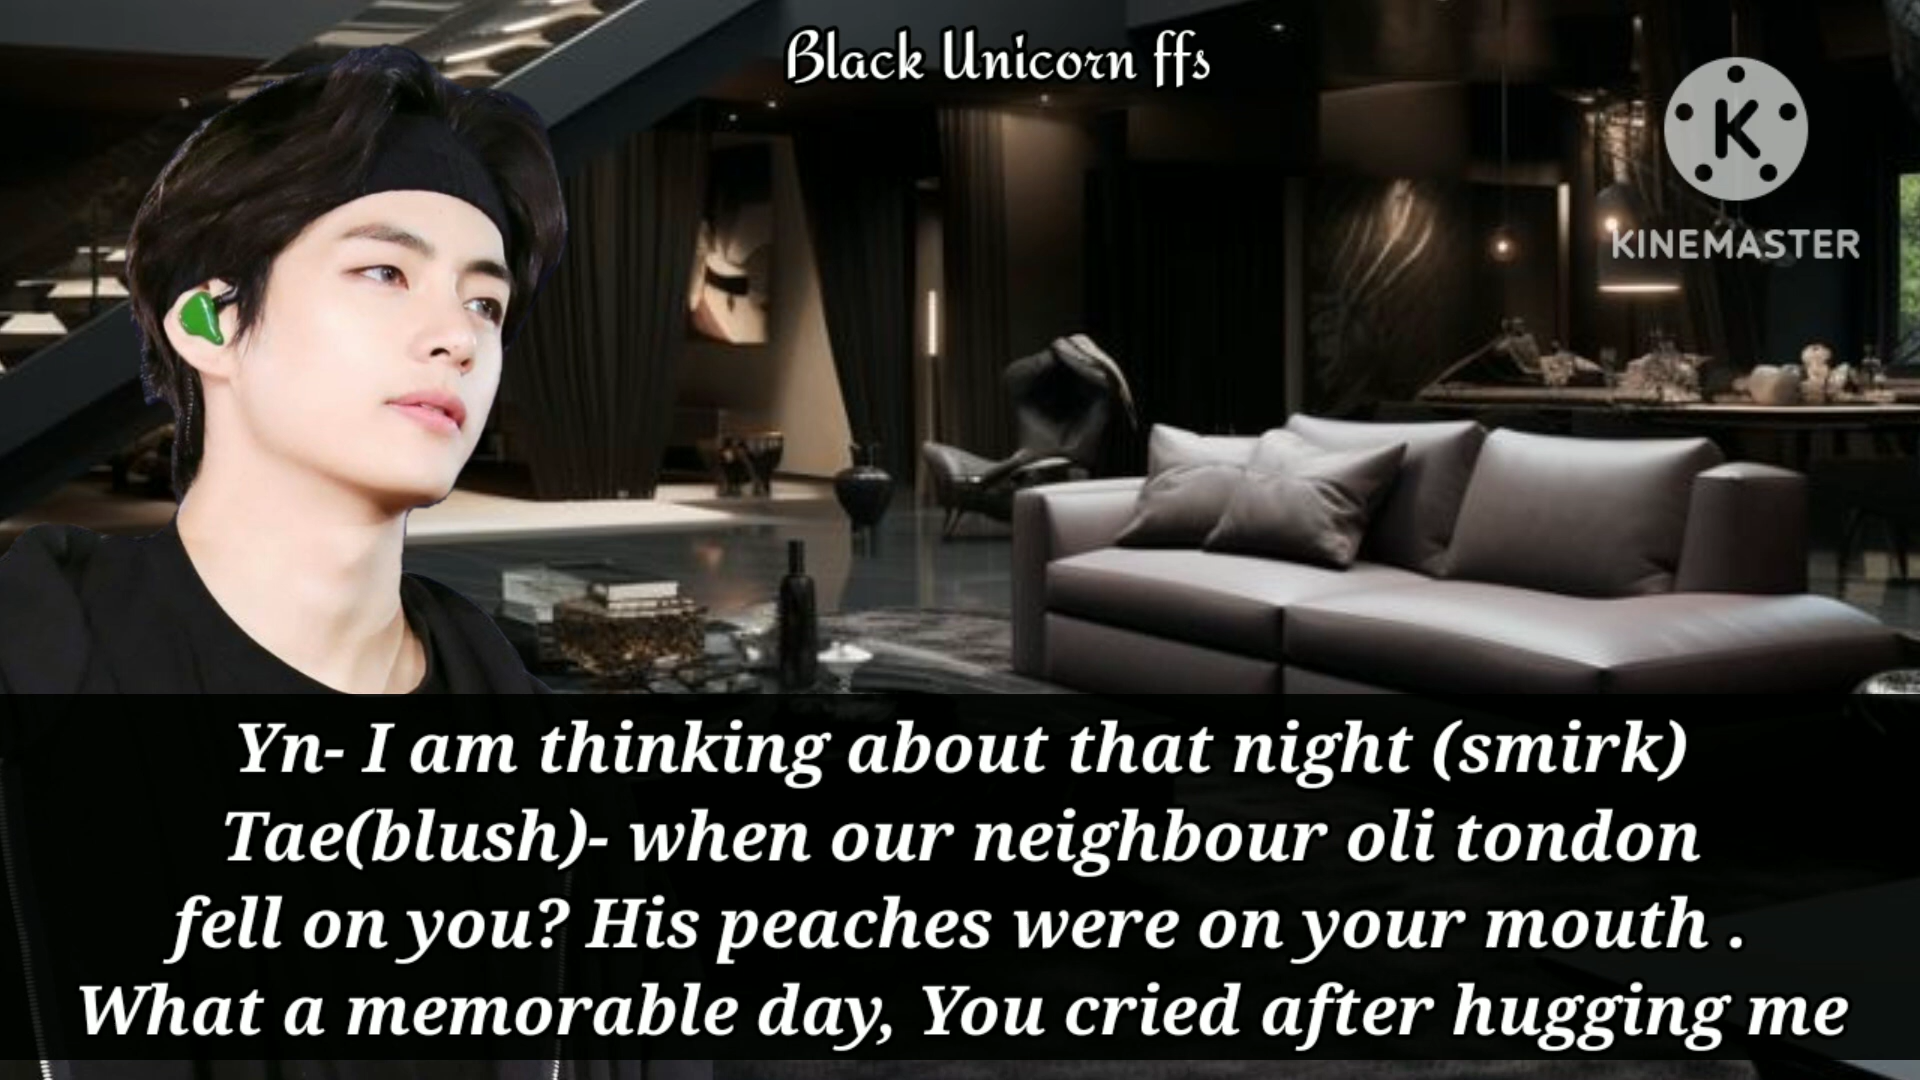 Black Unicorn ffs
K
KINEMASTER
Yn- I am thinking about that night (smirk)
Tae(blush)- when our neighbour oli tondon
fell on you? His peaches were on your mouth .
What a memorable day, You cried after hugging me